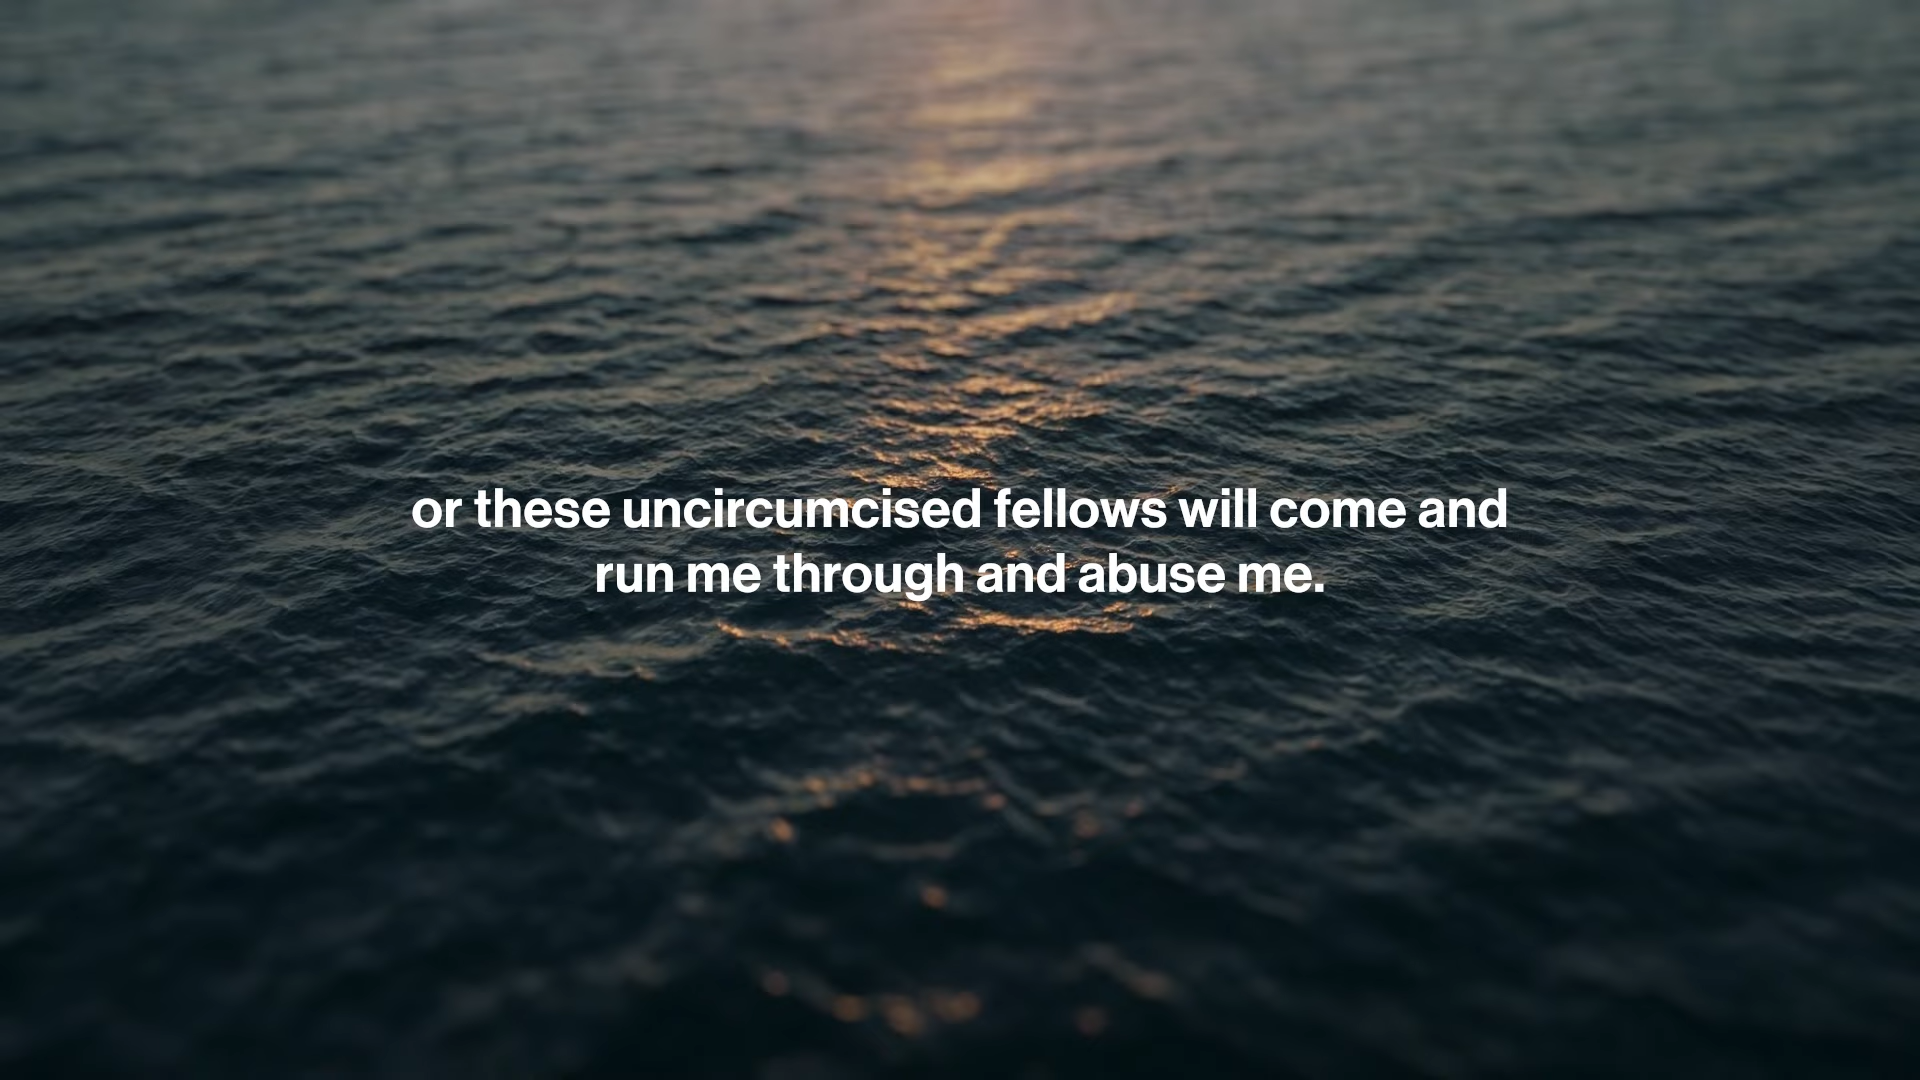 or these uncircumcised fellows will come and
run me through and abuse me.